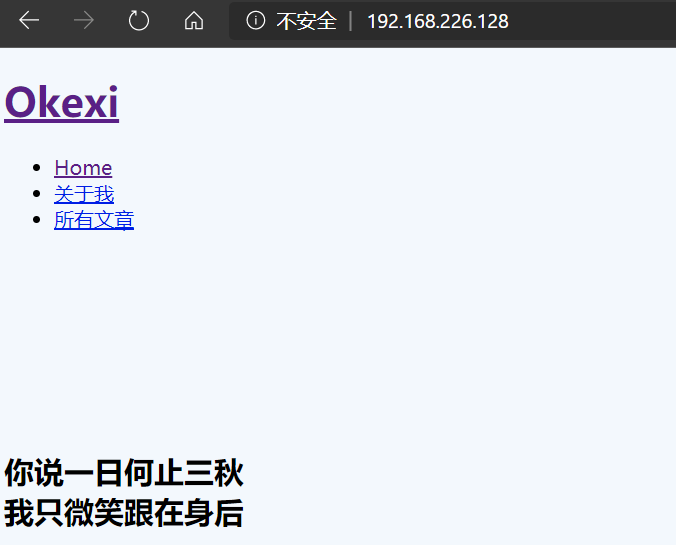 不安全 | 192.168.226.128
Okexi
Home
关于我
所有文章
你说一日何止三秋
我只微笑跟在身后